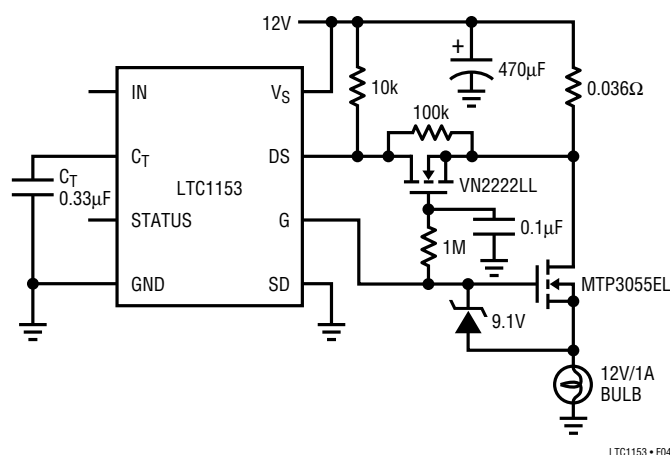 12V
+
470μF
0.036Ω
10k
100k
IN
V_S
C_T
DS
LTC1153
C_T
0.33μF
STATUS
G
GND
SD
VN2222LL
0.1μF
1M
MTP3055EL
9.1V
12V/1A
BULB
LTC1153 • F04